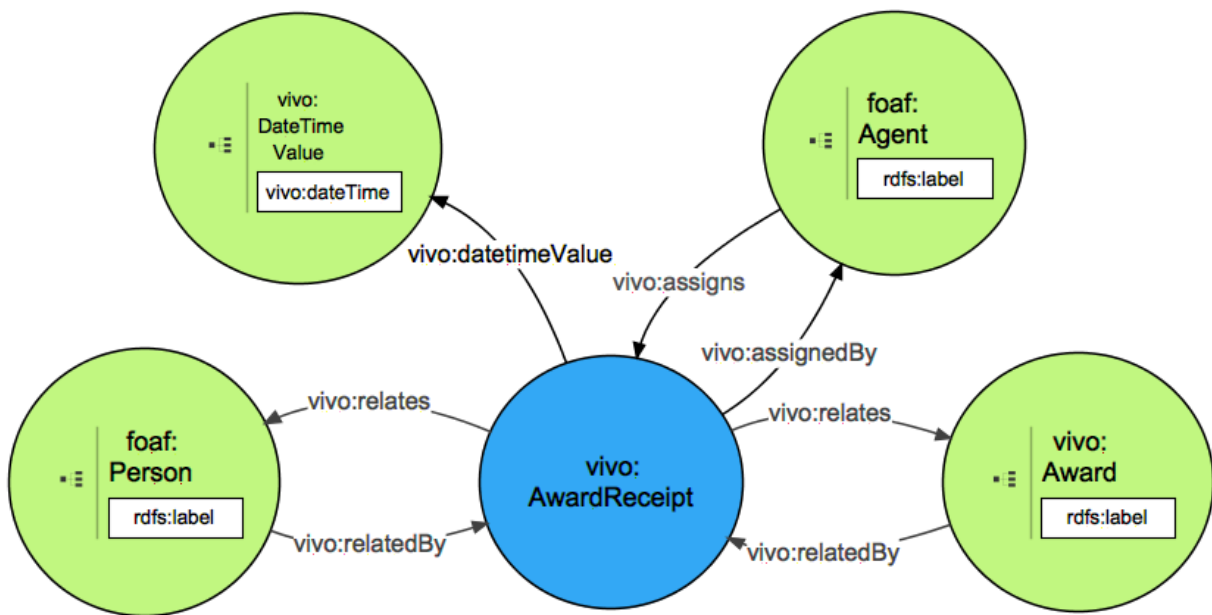 vivo:
DateTime
Value
vivo:dateTime
foaf:
Agent
rdfs:label
vivo:datetimeValue
vivo:assigns
vivo:assignedBy
vivo:relates
vivo:relates
foaf:
Person
rdfs:label
vivo:
AwardReceipt
vivo:
Award
rdfs:label
vivo:relatedBy
vivo:relatedBy